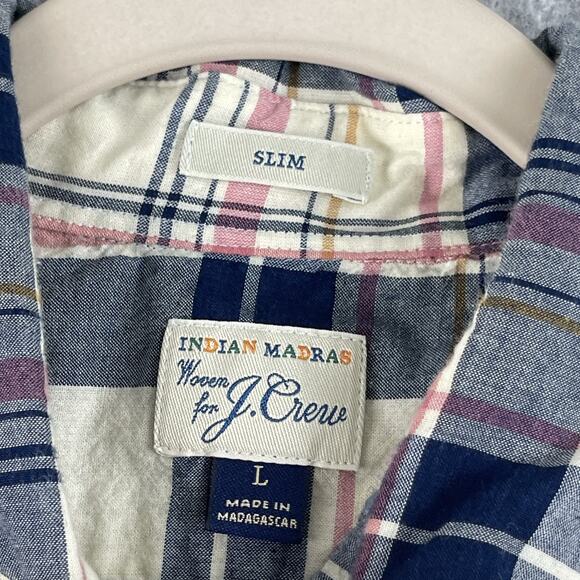 SLIM
INDIAN MADRAS
Woven
for J.Crew
L
MADE IN
MADAGASCAR